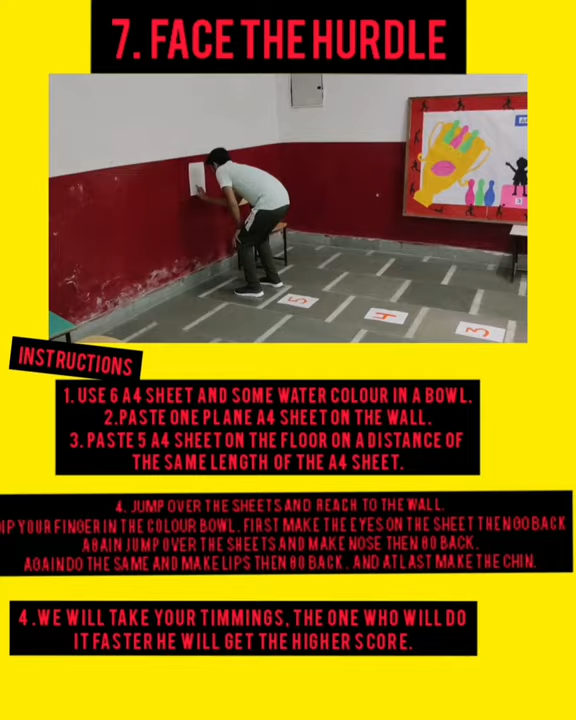 7. FACE THE HURDLE
5
4
3
INSTRUCTIONS
1. USE 6 A4 SHEET AND SOME WATER COLOUR IN A BOWL.
2.PASTE ONE PLANE A4 SHEET ON THE WALL.
3. PASTE 5 A4 SHEET ON THE FLOOR ON A DISTANCE OF
THE SAME LENGTH OF THE A4 SHEET.
4. JUMP OVER THE SHEETS AND REACH TO THE WALL.
IP YOUR FINGER IN THE COLOUR BOWL. FIRST MAKE THE EYES ON THE SHEET THEN GO BACK
AGAIN JUMP OVER THE SHEETS AND MAKE NOSE THEN GO BACK.
AGAINDO THE SAME AND MAKE LIPS THEN GO BACK. AND AT LAST MAKE THE CHIN.
4 .WE WILL TAKE YOUR TIMMINGS, THE ONE WHO WILL DO
IT FASTER HE WILL GET THE HIGHER SCORE.